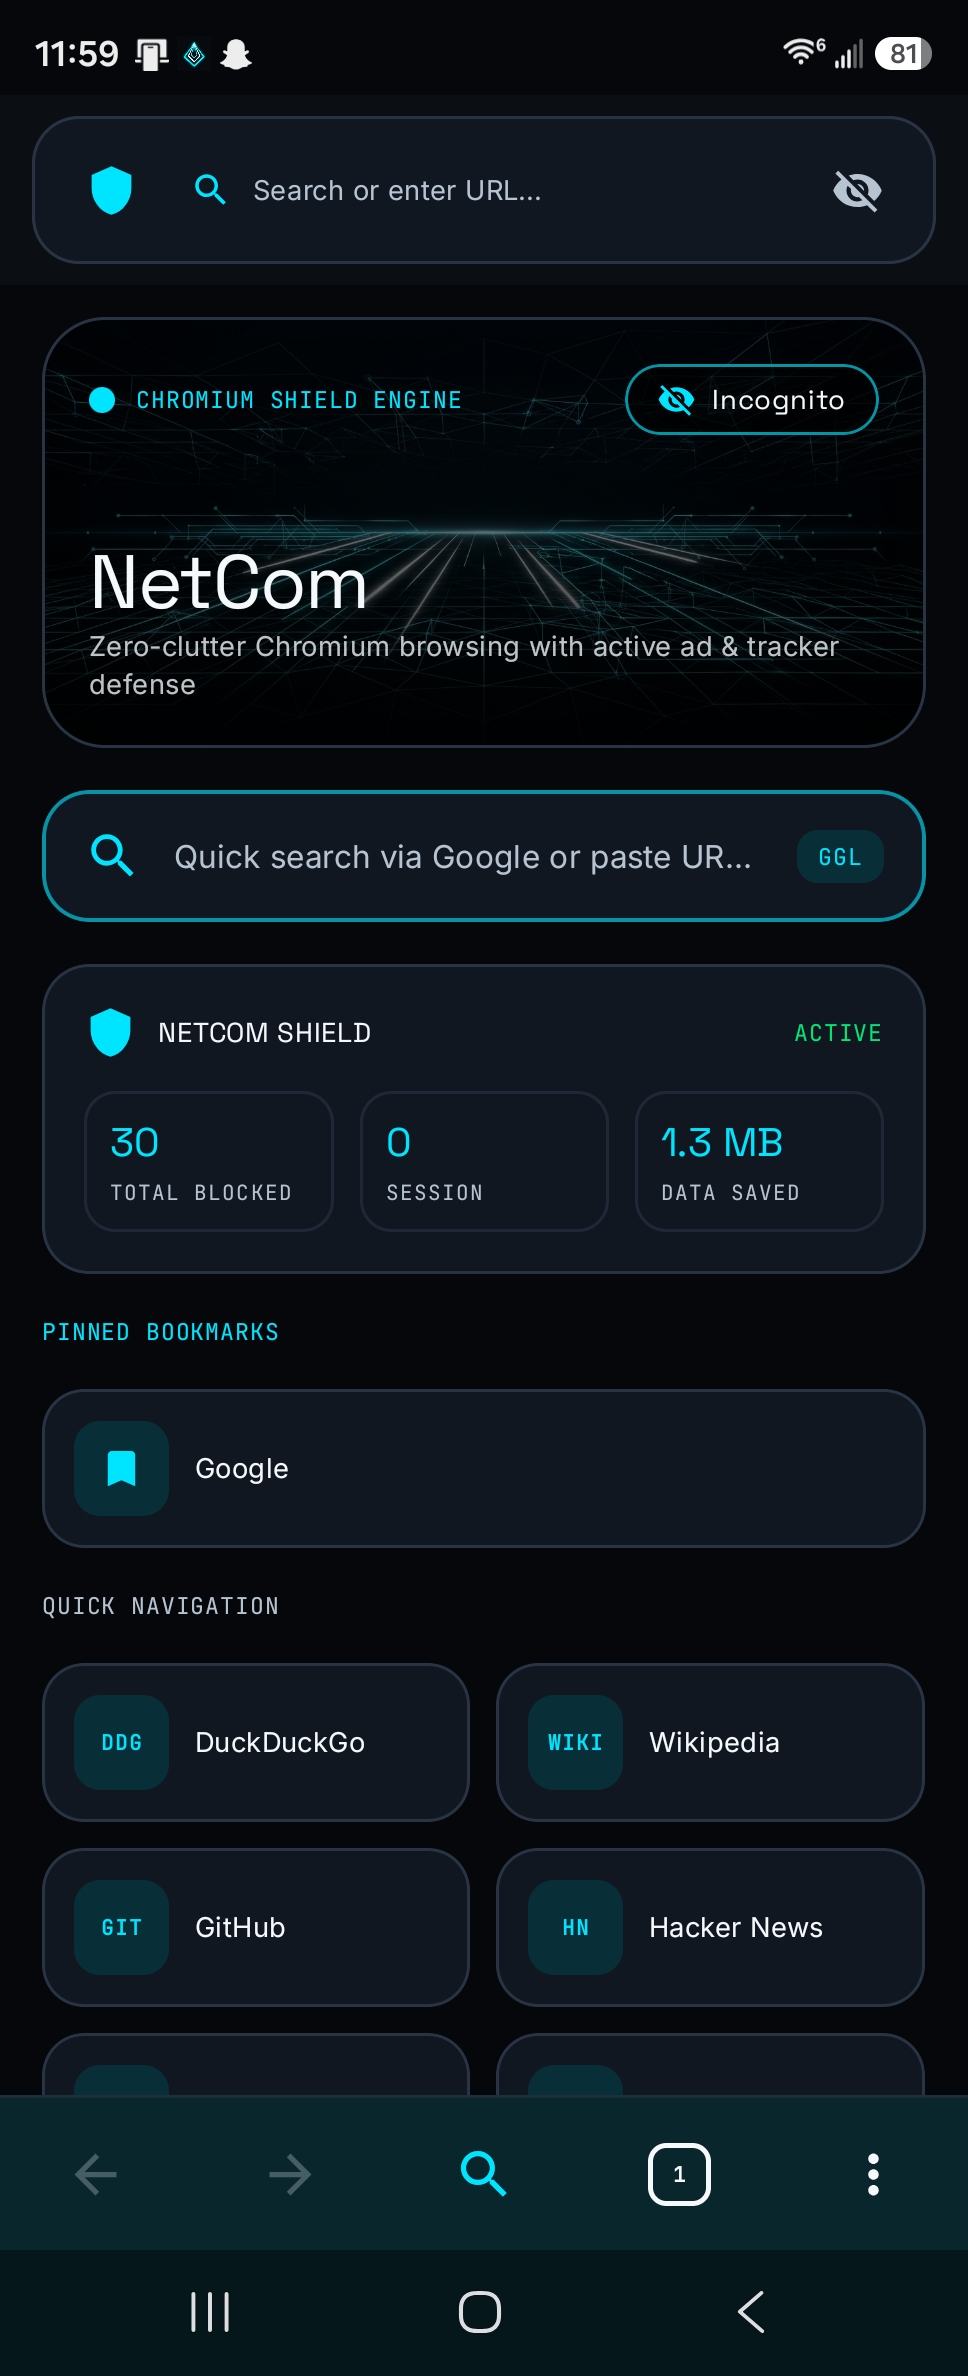 11:59
6
81
Search or enter URL...
CHROMIUM SHIELD ENGINE
Incognito
NetCom
Zero-clutter Chromium browsing with active ad & tracker
defense
Quick search via Google or paste UR...
GGL
NETCOM SHIELD
ACTIVE
30
TOTAL BLOCKED
0
SESSION
1.3 MB
DATA SAVED
PINNED BOOKMARKS
Google
QUICK NAVIGATION
DDG
DuckDuckGo
WIKI
Wikipedia
GIT
GitHub
HN
Hacker News
1